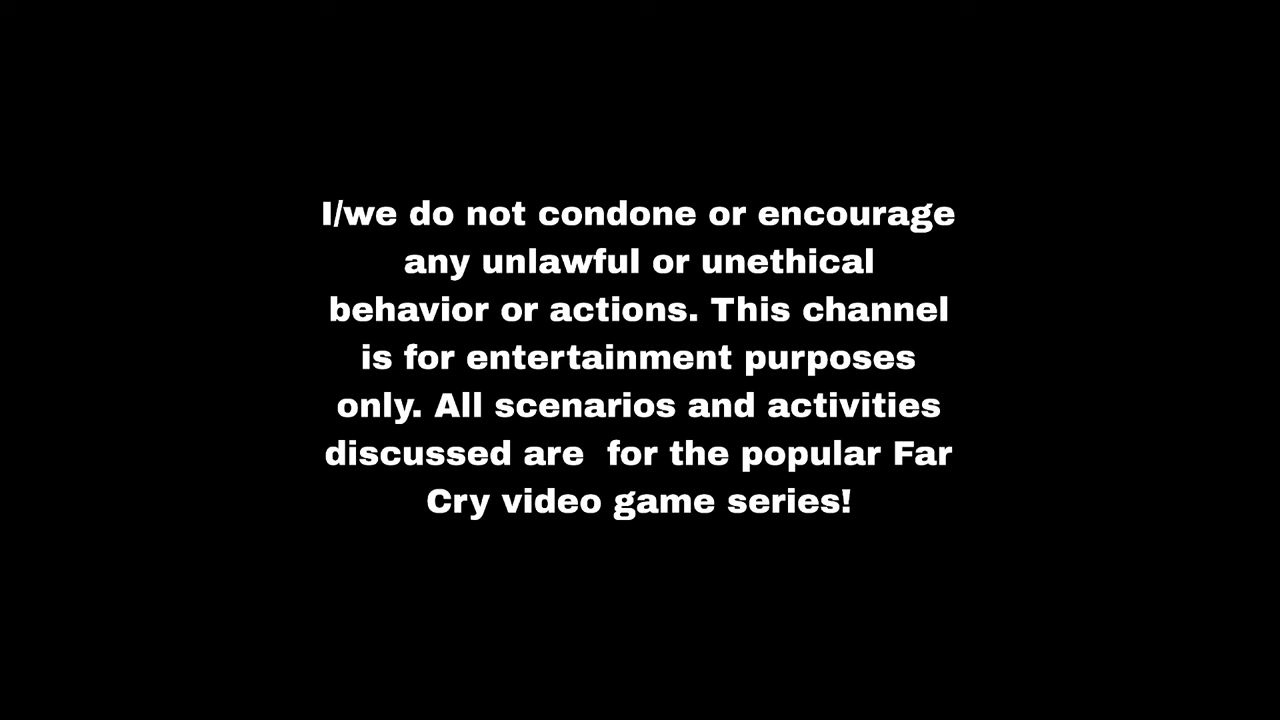 I/we do not condone or encourage
any unlawful or unethical
behavior or actions. This channel
is for entertainment purposes
only. All scenarios and activities
discussed are  for the popular Far
Cry video game series!